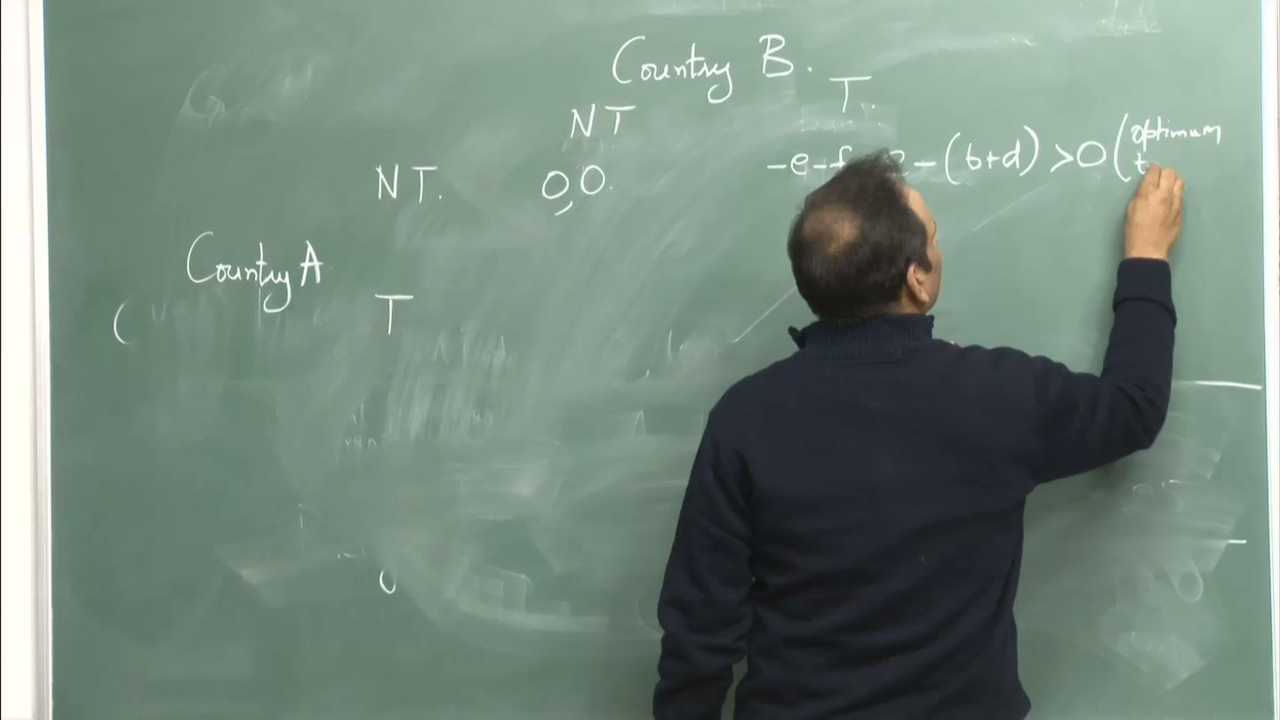 Country B.
T.
NT
-e-f - (b+d) >0 (optimum
t
NT. 0,0.
Country A
T